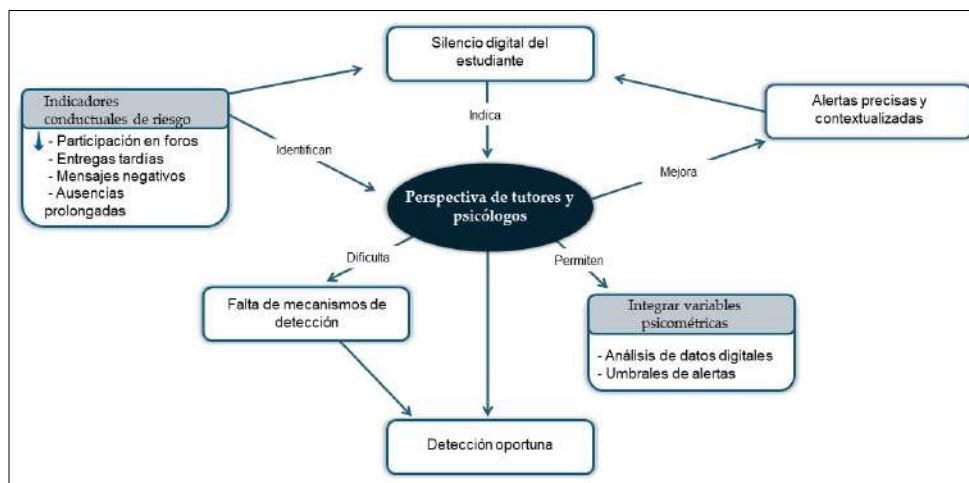 Silencio digital del
estudiante
Indicadores
conductuales de riesgo
- Participación en foros
- Entregas tardías
- Mensajes negativos
- Ausencias
prolongadas
Indica
Alertas precisas y
contextualizadas
Identifican
Mejora
Perspectiva de tutores y
psicólogos
Dificulta
Permiten
Falta de mecanismos de
detección
Integrar variables
psicométricas
- Análisis de datos digitales
- Umbrales de alertas
Detección oportuna